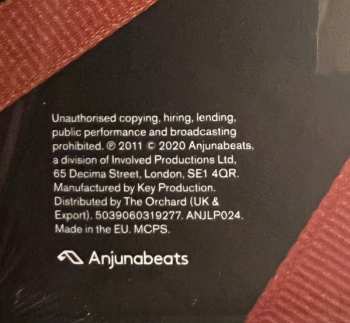 Unauthorised copying, hiring, lending,
public performance and broadcasting
prohibited. ℗ 2011 © 2020 Anjunabeats,
a division of Involved Productions Ltd,
65 Decima Street, London, SE1 4QR.
Manufactured by Key Production.
Distributed by The Orchard (UK &
Export). 5039060319277. ANJLP024.
Made in the EU. MCPS.
Anjunabeats